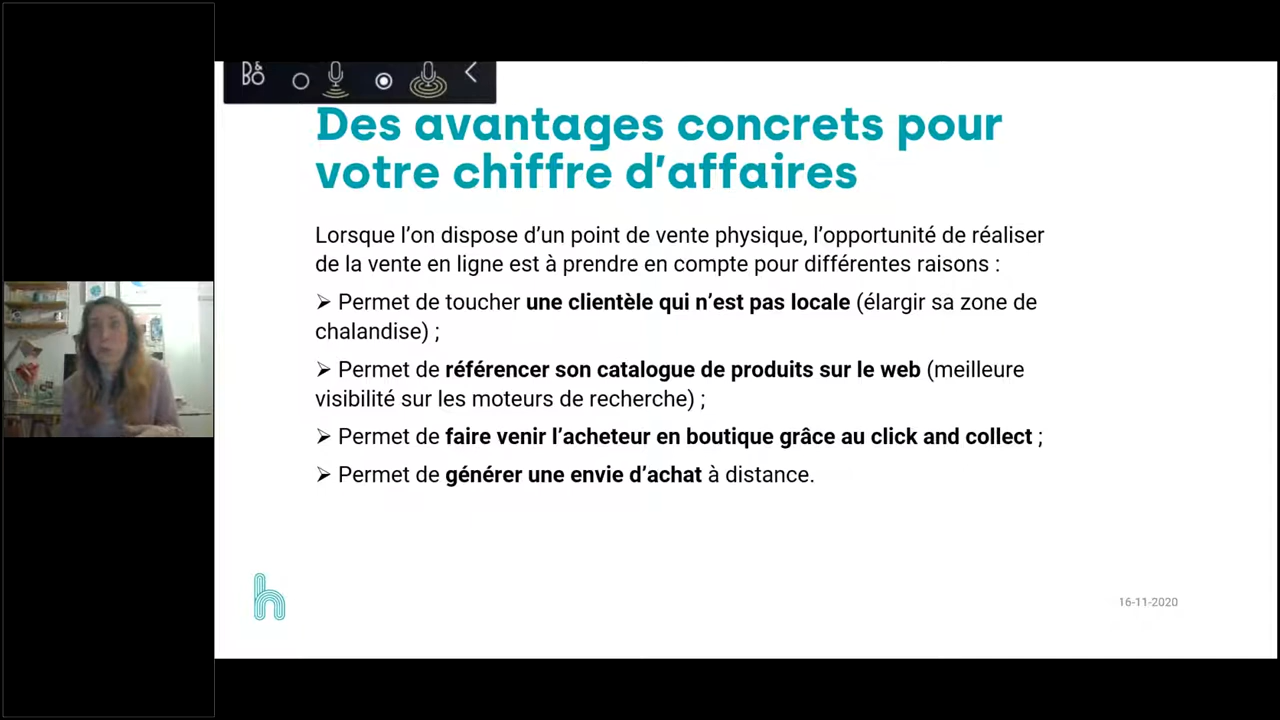 Des avantages concrets pour
votre chiffre d’affaires
Lorsque l’on dispose d’un point de vente physique, l’opportunité de réaliser
de la vente en ligne est à prendre en compte pour différentes raisons :
➢ Permet de toucher une clientèle qui n’est pas locale (élargir sa zone de
chalandise) ;
➢ Permet de référencer son catalogue de produits sur le web (meilleure
visibilité sur les moteurs de recherche) ;
➢ Permet de faire venir l’acheteur en boutique grâce au click and collect ;
➢ Permet de générer une envie d’achat à distance.
h
16-11-2020